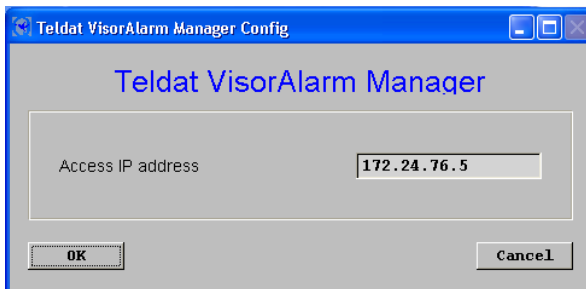 Teldat VisorAlarm Manager Config
Teldat VisorAlarm Manager
Access IP address 172.24.76.5
OK Cancel